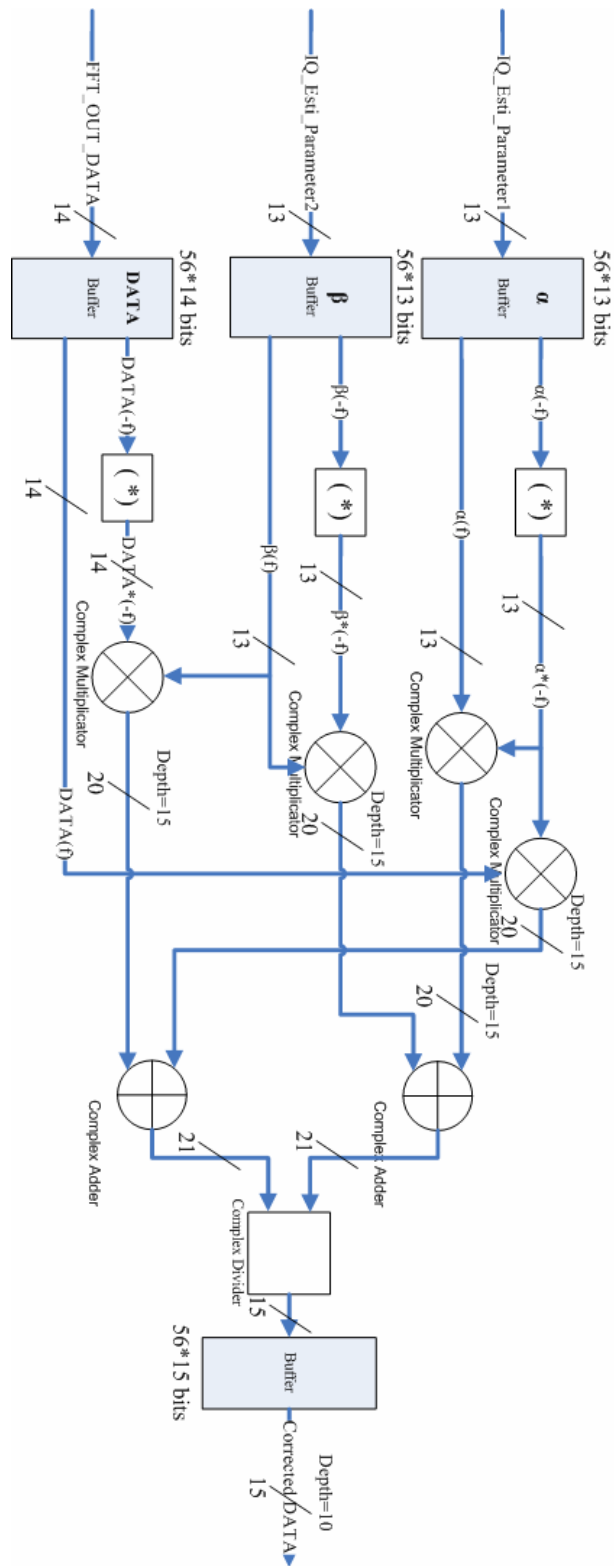 IQ_Esti_Parameter1
13
56*13 bits
α
Buffer
α(-f)
( * )
13
α*(-f)
α(f)
13
Complex Multiplicator
Complex Multiplicator
Depth=15
20
Depth=15
20
IQ_Esti_Parameter2
13
56*13 bits
β
Buffer
β(-f)
( * )
13
β*(-f)
β(f)
13
Complex Multiplicator
Depth=15
20
Complex Adder
21
FFT_OUT_DATA
14
56*14 bits
DATA
Buffer
DATA(-f)
( * )
14
DATA*(-f)
14
Complex Multiplicator
Depth=15
20
DATA(f)
Complex Adder
21
Complex Divider
15
56*15 bits
Buffer
Corrected DATA
Depth=10
15